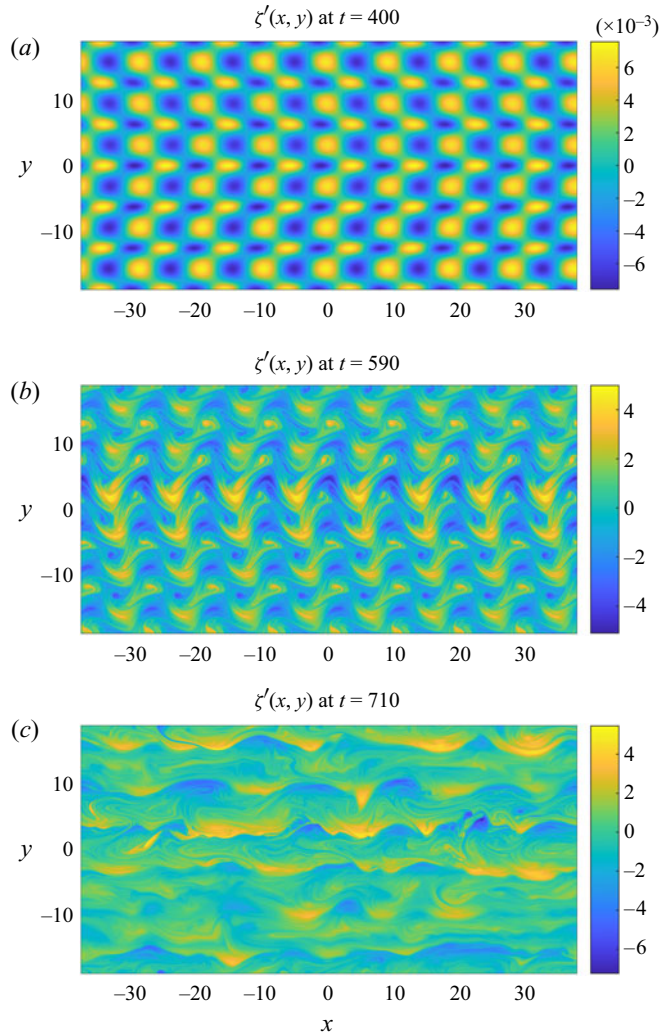 ζ′(x, y) at t = 400
(×10–3)
(a)
6
4
2
0
–2
–4
–6
10
0
–10
y
–30 –20 –10 0 10 20 30
ζ′(x, y) at t = 590
(b)
4
2
0
–2
–4
10
0
–10
y
–30 –20 –10 0 10 20 30
ζ′(x, y) at t = 710
(c)
4
2
0
–2
–4
–6
10
0
–10
y
–30 –20 –10 0 10 20 30
x